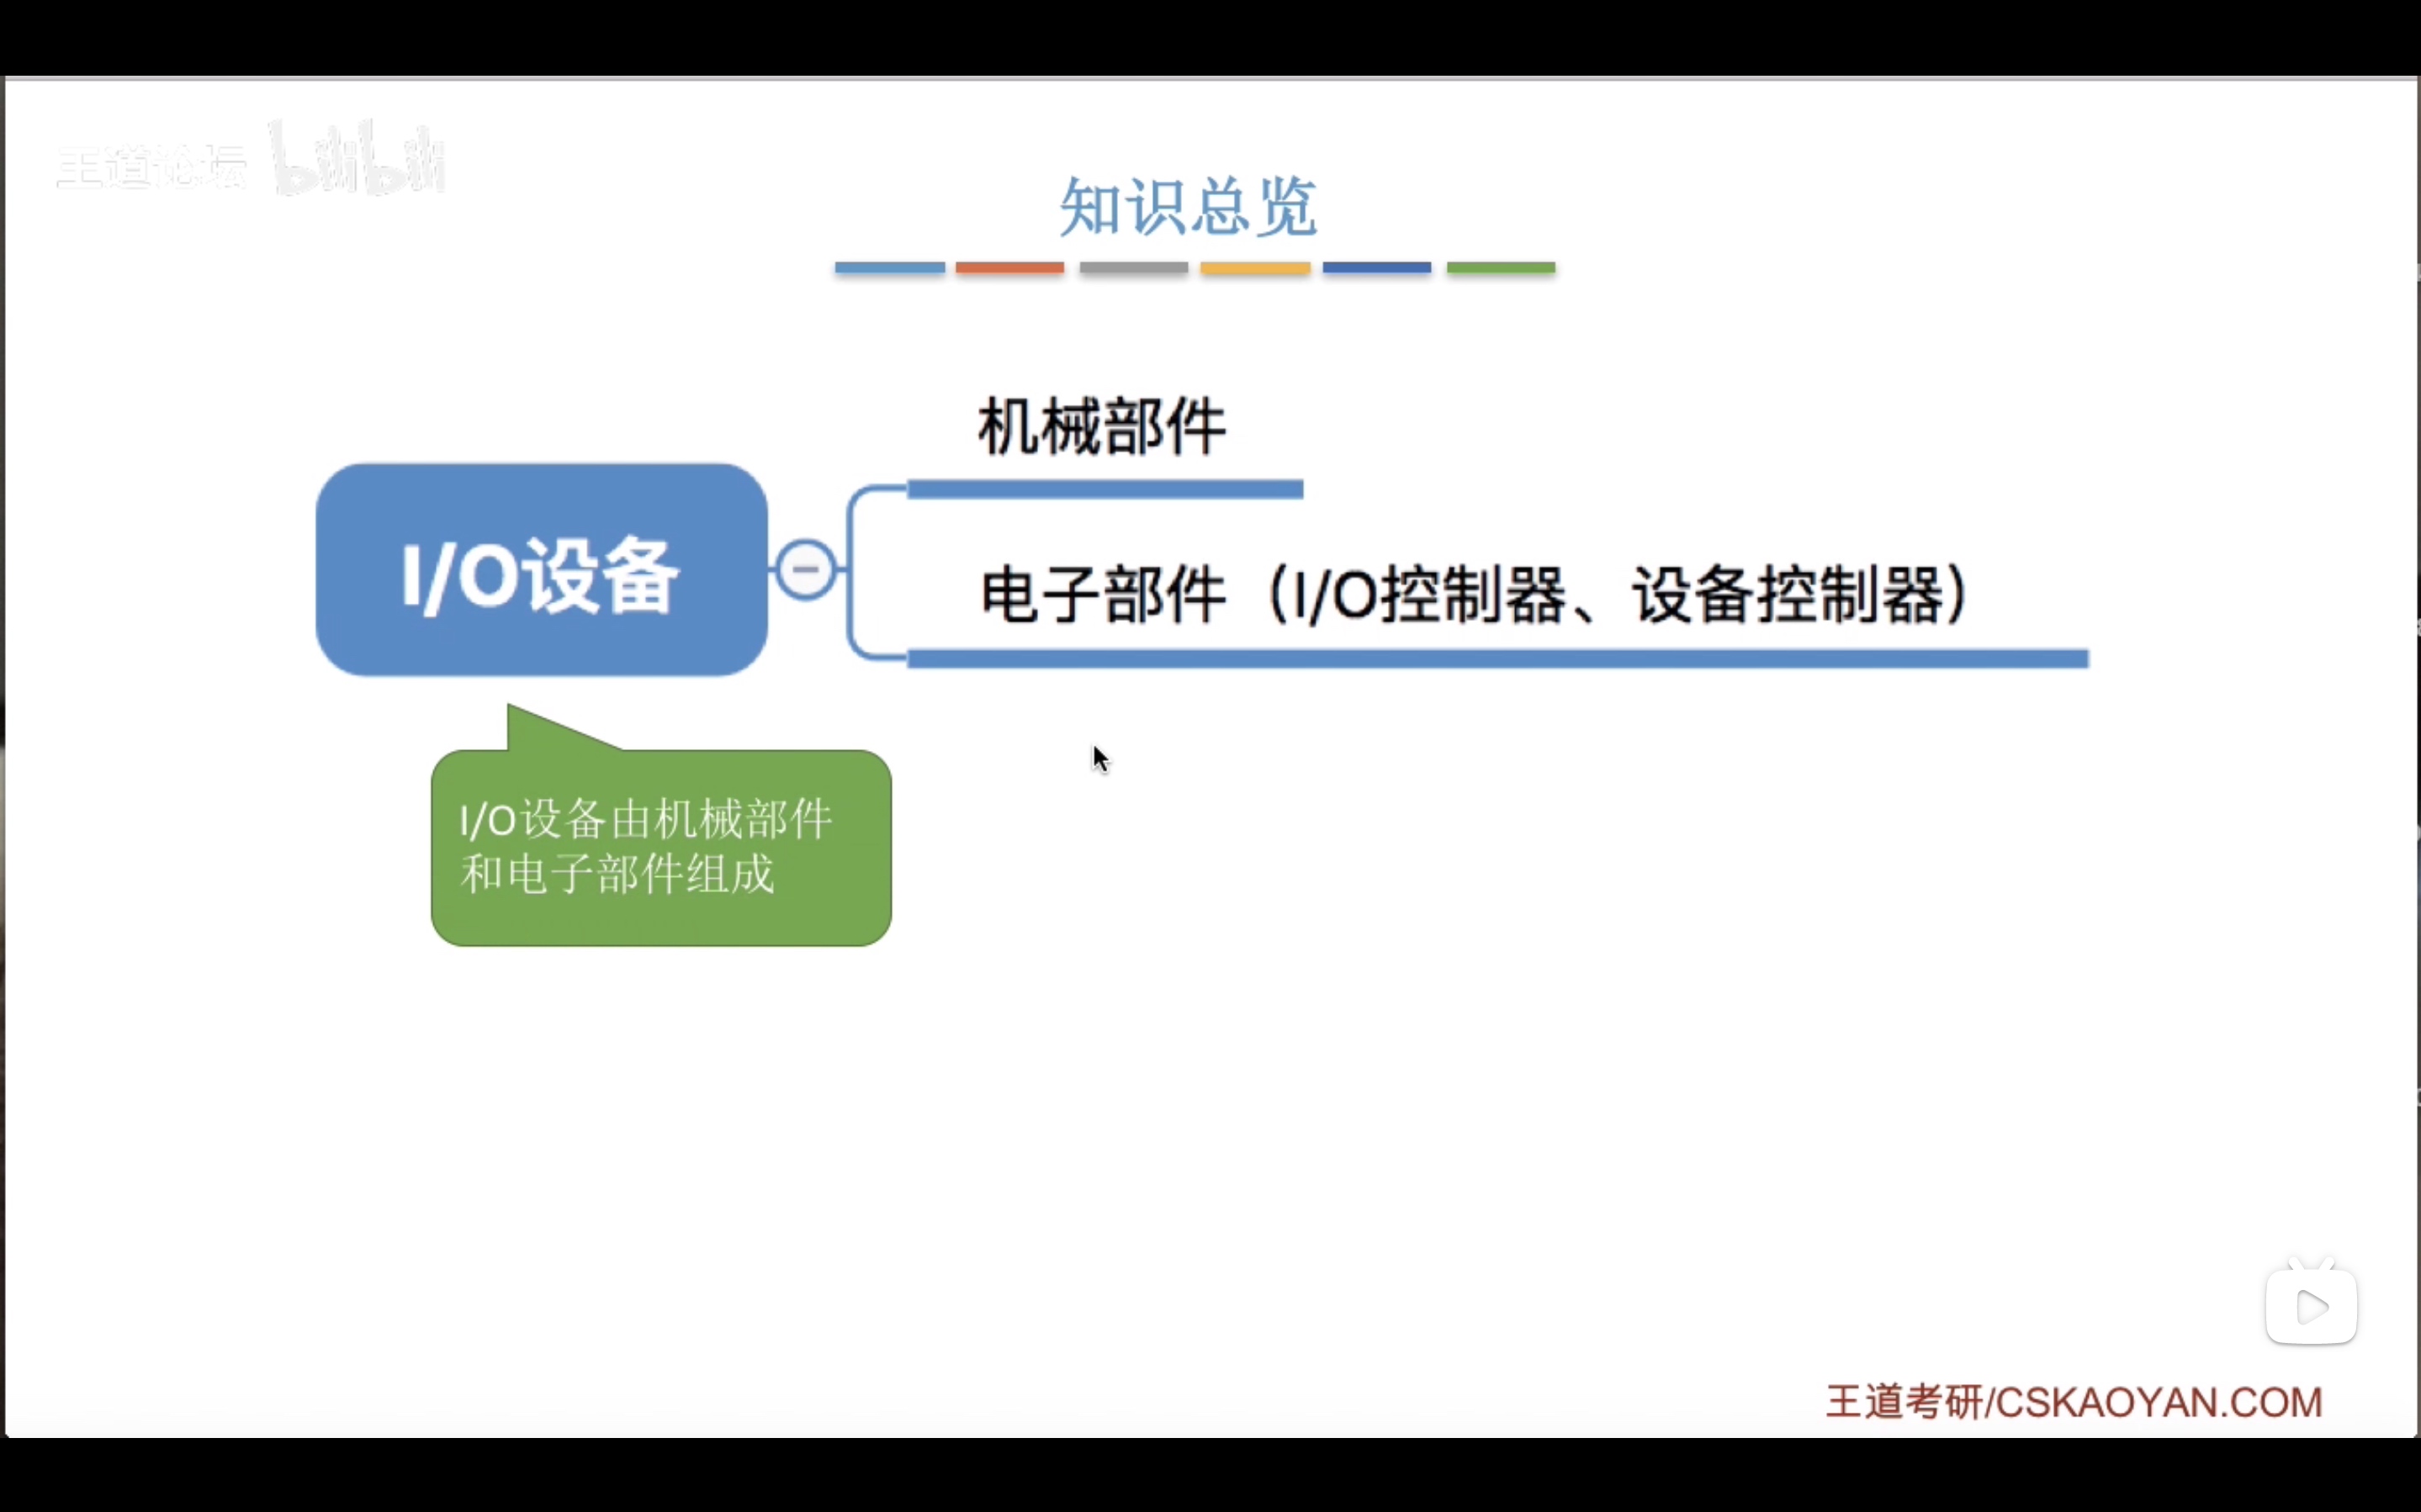 王道论坛 bilibili
知识总览
机械部件
I/O设备
电子部件（I/O控制器、设备控制器）
I/O设备由机械部件
和电子部件组成
王道考研/CSKAOYAN.COM